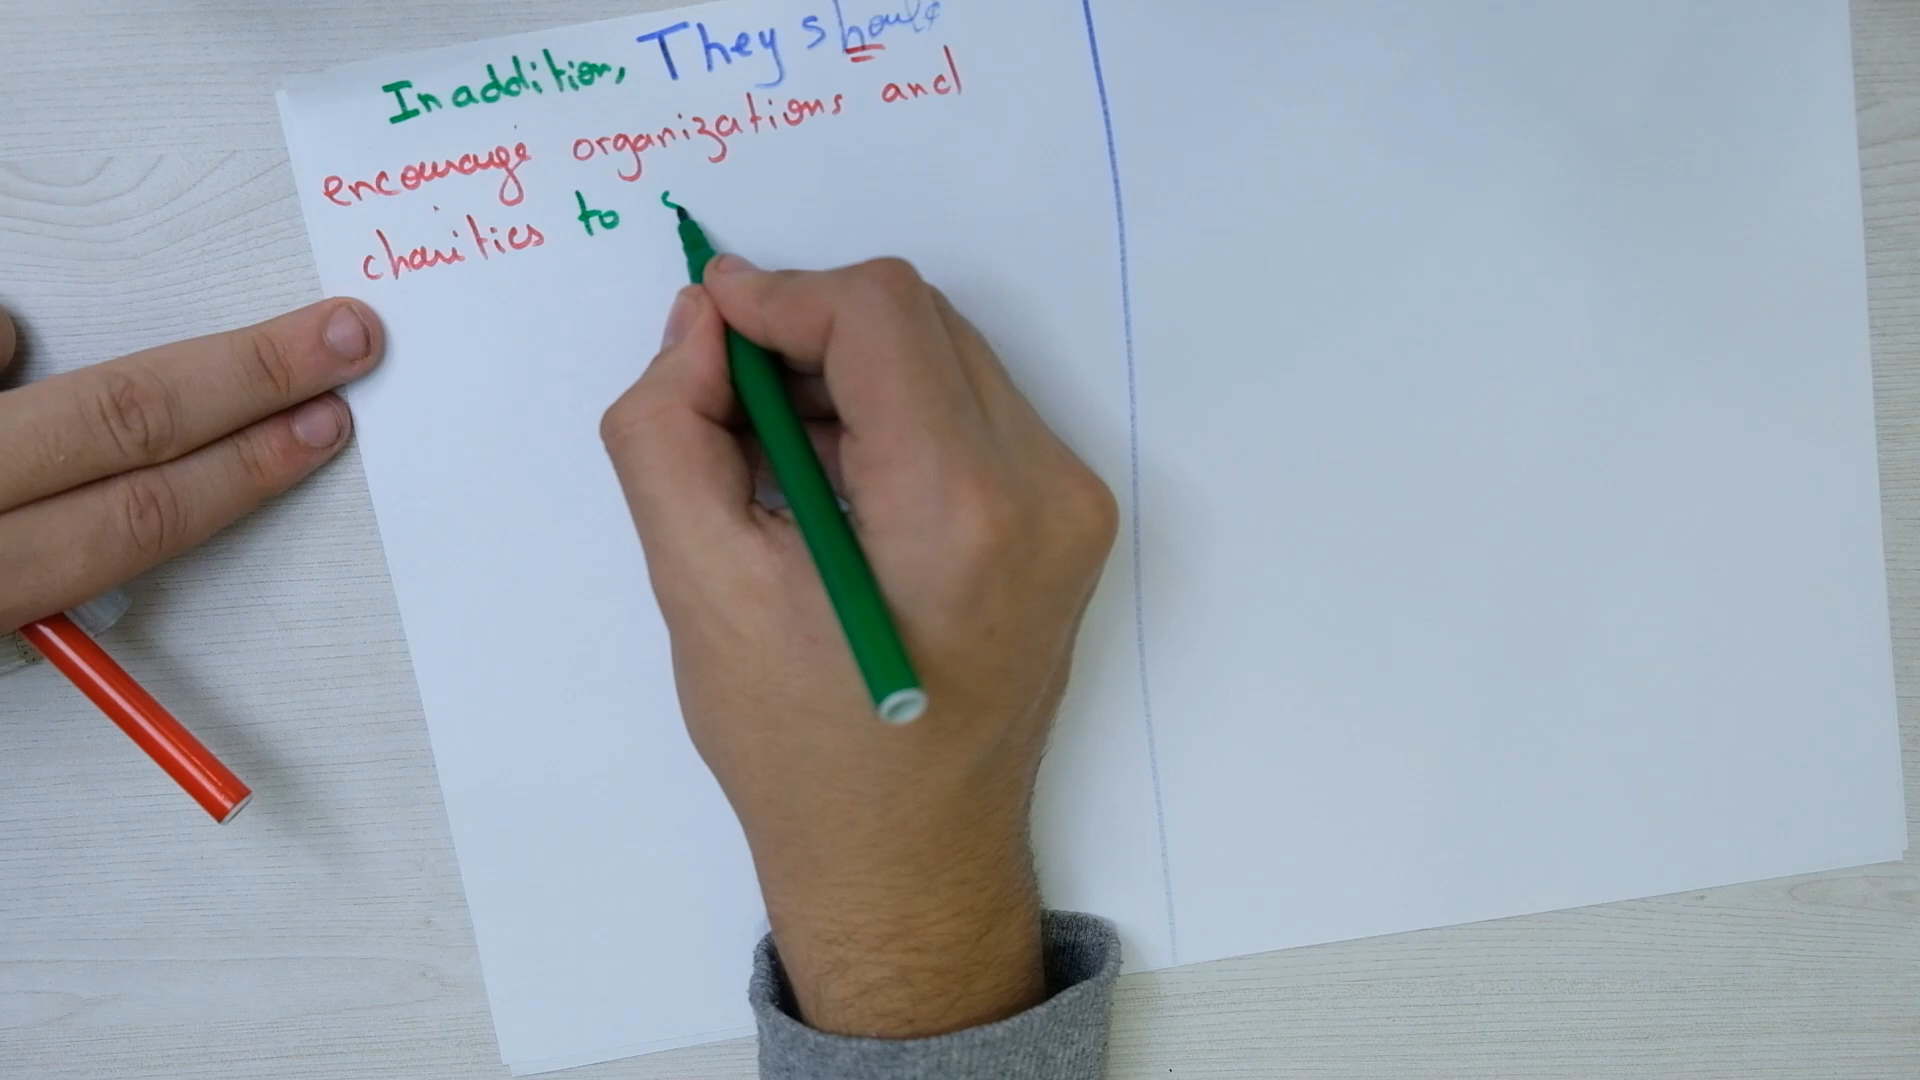 In addition, They should
encourage organizations and
charities to